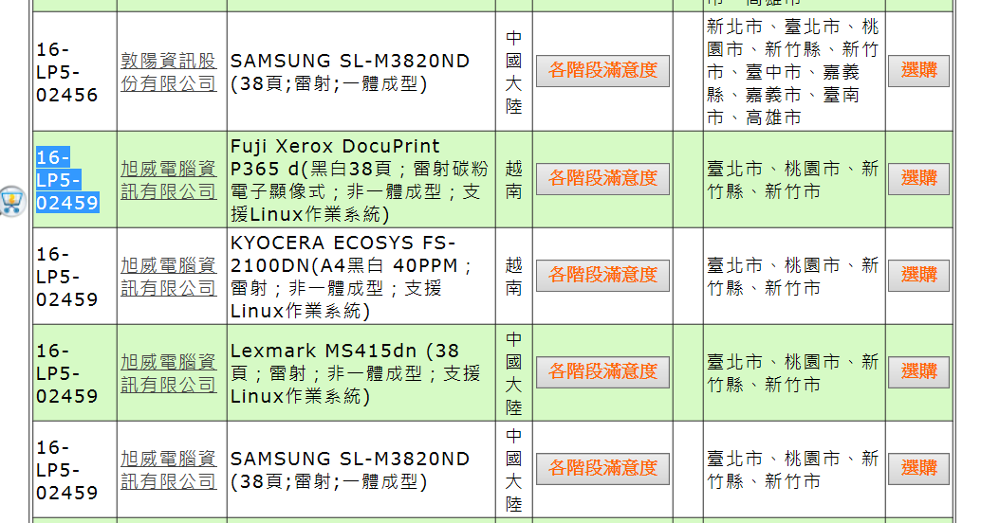 市、高雄市
16-
LP5-
02456
敦陽資訊股
份有限公司
SAMSUNG SL-M3820ND
(38頁;雷射;一體成型)
中
國
大
陸
各階段滿意度
新北市、臺北市、桃
園市、新竹縣、新竹
市、臺中市、嘉義
縣、嘉義市、臺南
市、高雄市
選購
16-
LP5-
02459
旭威電腦資
訊有限公司
Fuji Xerox DocuPrint
P365 d(黑白38頁；雷射碳粉
電子顯像式；非一體成型；支
援Linux作業系統)
越
南
各階段滿意度
臺北市、桃園市、新
竹縣、新竹市
選購
16-
LP5-
02459
旭威電腦資
訊有限公司
KYOCERA ECOSYS FS-
2100DN(A4黑白 40PPM；
雷射；非一體成型；支援
Linux作業系統)
越
南
各階段滿意度
臺北市、桃園市、新
竹縣、新竹市
選購
16-
LP5-
02459
旭威電腦資
訊有限公司
Lexmark MS415dn (38
頁；雷射；非一體成型；支援
Linux作業系統)
中
國
大
陸
各階段滿意度
臺北市、桃園市、新
竹縣、新竹市
選購
16-
LP5-
02459
旭威電腦資
訊有限公司
SAMSUNG SL-M3820ND
(38頁;雷射;一體成型)
中
國
大
陸
各階段滿意度
臺北市、桃園市、新
竹縣、新竹市
選購